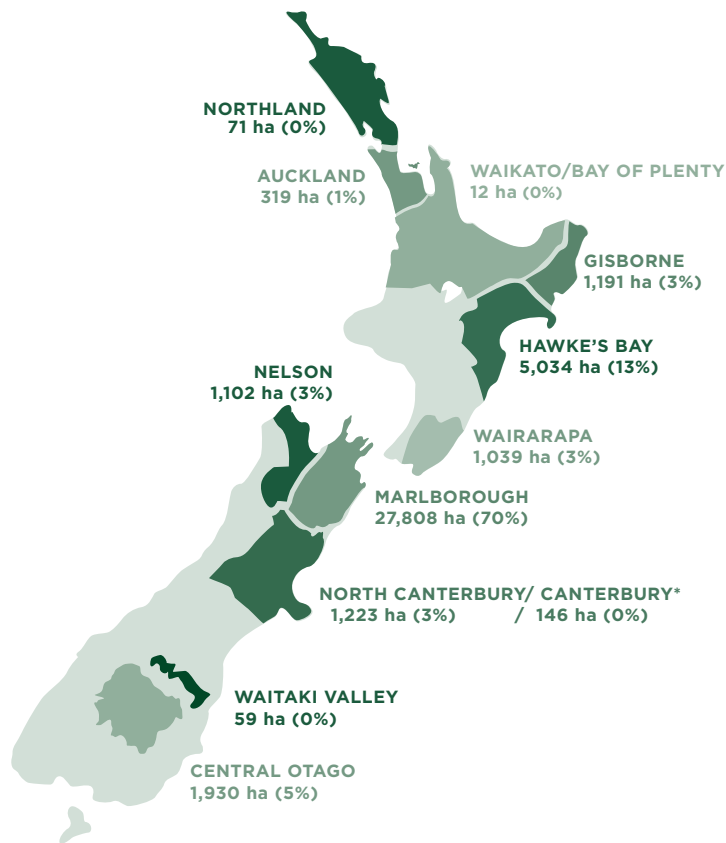 NORTHLAND
71 ha (0%)
AUCKLAND
319 ha (1%)
WAIKATO/BAY OF PLENTY
12 ha (0%)
GISBORNE
1,191 ha (3%)
HAWKE'S BAY
5,034 ha (13%)
NELSON
1,102 ha (3%)
WAIRARAPA
1,039 ha (3%)
MARLBOROUGH
27,808 ha (70%)
NORTH CANTERBURY/ CANTERBURY*
1,223 ha (3%) / 146 ha (0%)
WAITAKI VALLEY
59 ha (0%)
CENTRAL OTAGO
1,930 ha (5%)